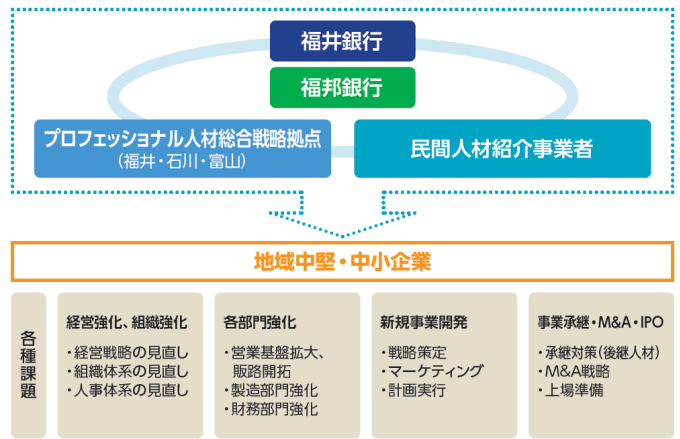 福井銀行
福邦銀行
プロフェッショナル人材総合戦略拠点
（福井・石川・富山）
民間人材紹介事業者
地域中堅・中小企業
各種課題
経営強化、組織強化
・経営戦略の見直し
・組織体系の見直し
・人事体系の見直し
各部門強化
・営業基盤拡大、
販路開拓
・製造部門強化
・財務部門強化
新規事業開発
・戦略策定
・マーケティング
・計画実行
事業承継・M&A・IPO
・承継対策（後継人材）
・M&A戦略
・上場準備